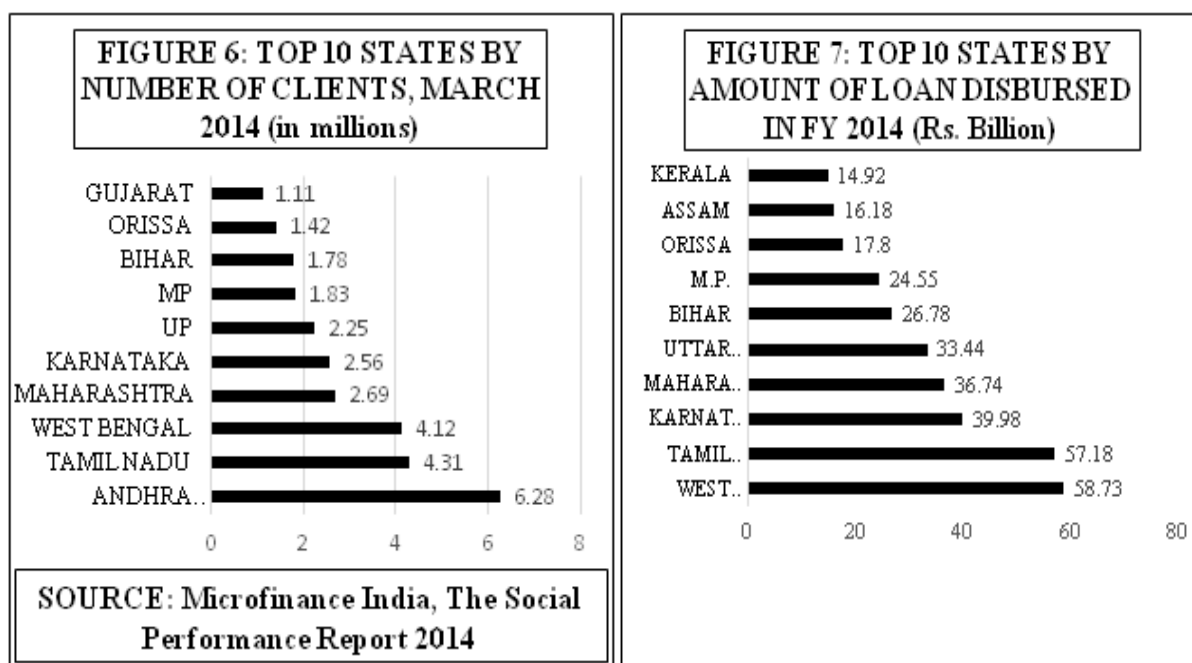 FIGURE 6: TOP 10 STATES BY
NUMBER OF CLIENTS, MARCH
2014 (in millions)
GUJARAT 1.11
ORISSA 1.42
BIHAR 1.78
MP 1.83
UP 2.25
KARNATAKA 2.56
MAHARASHTRA 2.69
WEST BENGAL 4.12
TAMIL NADU 4.31
ANDHRA.. 6.28
0 2 4 6 8
SOURCE: Microfinance India, The Social
Performance Report 2014
FIGURE 7: TOP 10 STATES BY
AMOUNT OF LOAN DISBURSED
IN FY 2014 (Rs. Billion)
KERALA 14.92
ASSAM 16.18
ORISSA 17.8
M.P. 24.55
BIHAR 26.78
UTTAR.. 33.44
MAHARA.. 36.74
KARNAT.. 39.98
TAMIL.. 57.18
WEST.. 58.73
0 20 40 60 80